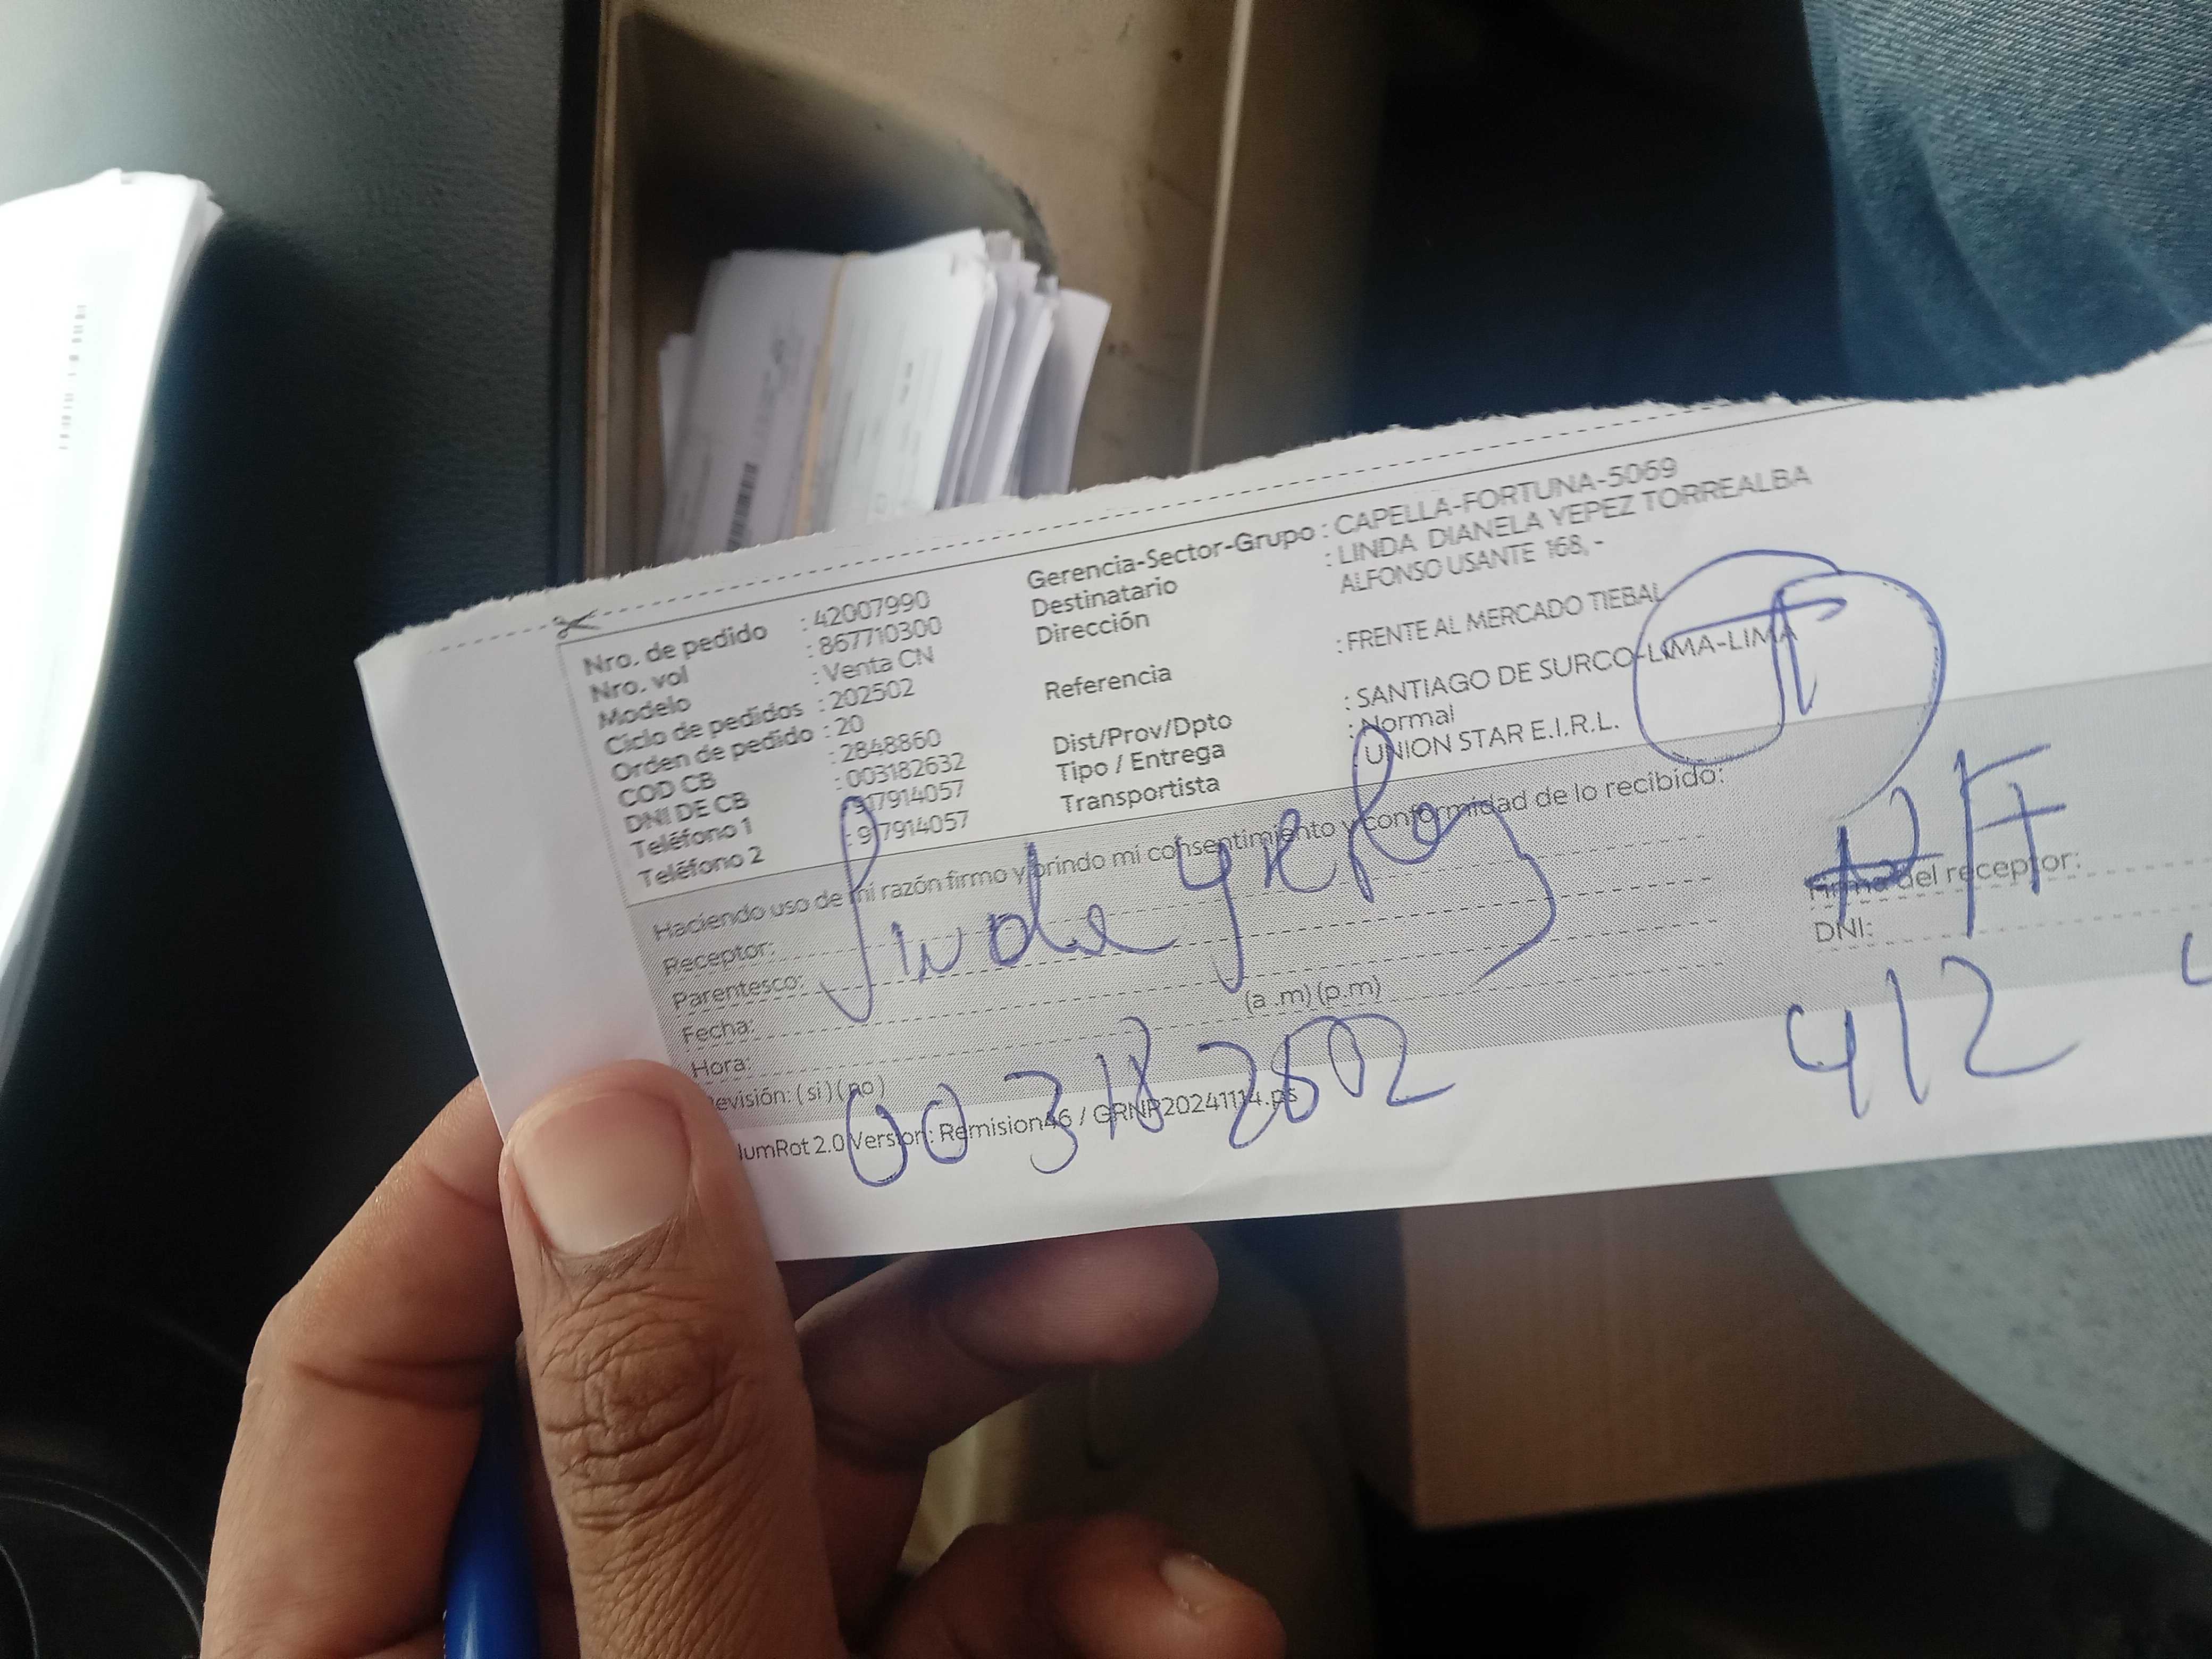 Nro. de pedido : 42007990
Nro. vol : 867710300
Modelo : Venta CN
Ciclo de pedidos : 202502
Orden de pedido : 20
COD CB : 2848860
DNI DE CB : 003182632
Teléfono 1 : 917914057
Teléfono 2 : 917914057
Gerencia-Sector-Grupo : CAPELLA-FORTUNA-5069
Destinatario : LINDA DIANELA YEPEZ TORREALBA
Dirección ALFONSO USANTE 168, -
Referencia : FRENTE AL MERCADO TIEBAL
Dist/Prov/Dpto : SANTIAGO DE SURCO-LIMA-LIMA
Tipo / Entrega : Normal
Transportista : UNION STAR E.I.R.L.
Haciendo uso de mi razón firmo y brindo mi consentimiento y conformidad de lo recibido:
Receptor:
Parentesco:
Fecha:
Hora: (a .m) (p.m)
evisión: ( si ) ( no )
Linda Yepez
Firma del receptor:
DNI:
412
umRot 2.0 Version: Remision46 / GRNP20241114.ps